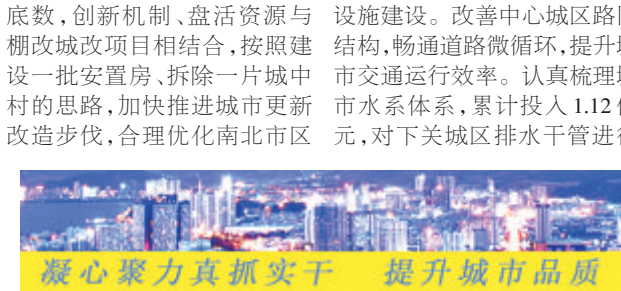 底数,创新机制、盘活资源与
棚改城改项目相结合,按照建
设一批安置房、拆除一片城中
村的思路,加快推进城市更新
改造步伐,合理优化南北市区
设施建设。改善中心城区路
结构,畅通道路微循环,提升
市交通运行效率。认真梳理
市水系体系,累计投入1.12
元,对下关城区排水干管进
凝心聚力真抓实干 提升城市品质